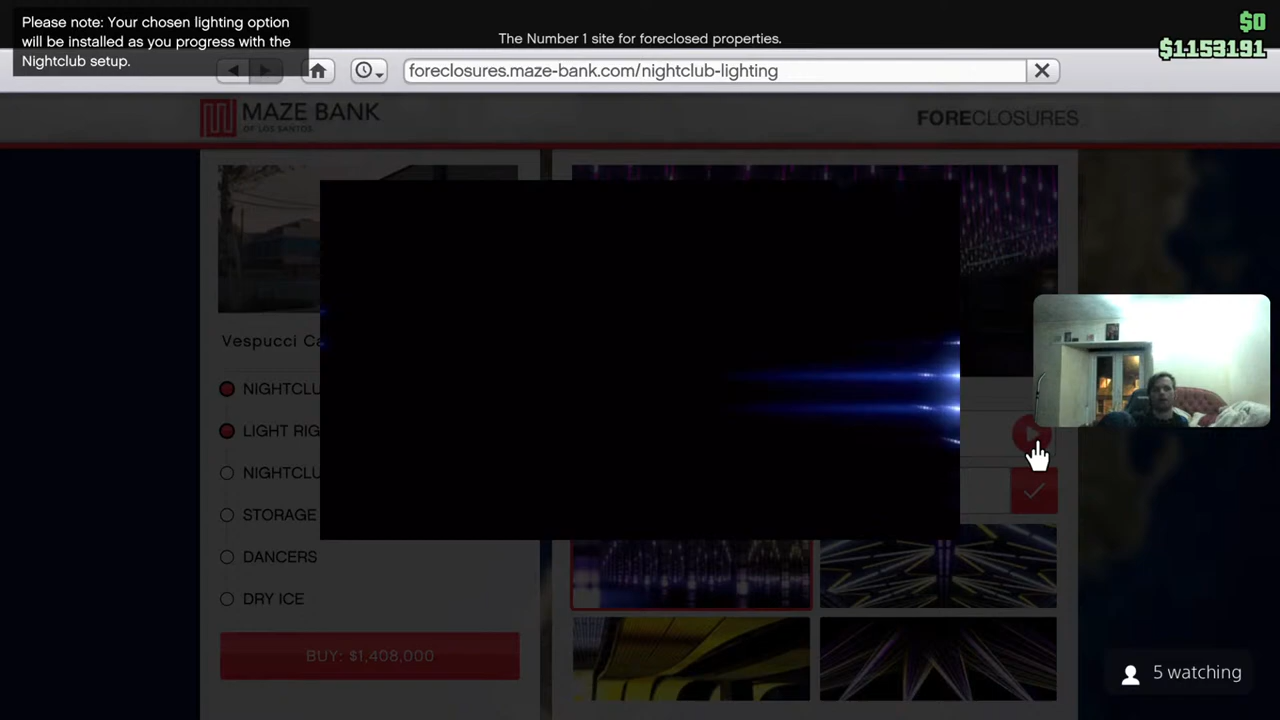 Please note: Your chosen lighting option
will be installed as you progress with the
Nightclub setup.
The Number 1 site for foreclosed properties.
$0
$1153191
foreclosures.maze-bank.com/nightclub-lighting
MAZE BANK
OF LOS SANTOS
FORECLOSURES
Vespucci Ca
NIGHTCLU
LIGHT RIG
NIGHTCLU
STORAGE
DANCERS
DRY ICE
BUY: $1,408,000
5 watching